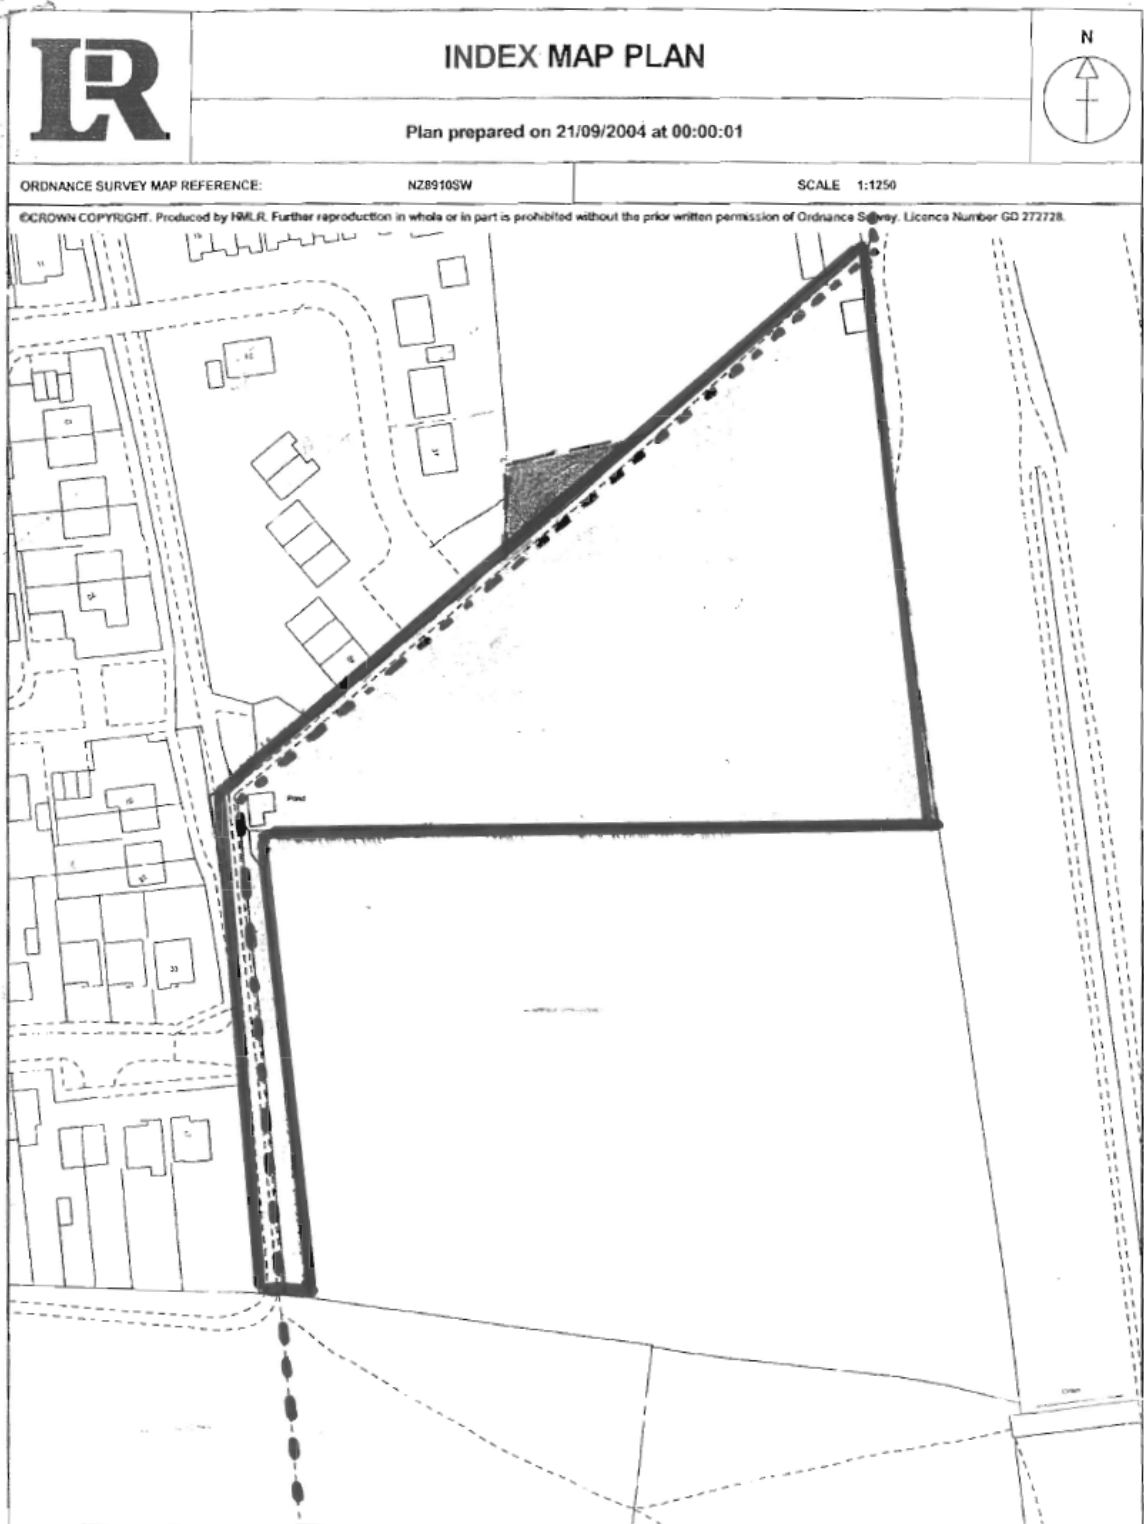 LR
INDEX MAP PLAN
N
Plan prepared on 21/09/2004 at 00:00:01
ORDNANCE SURVEY MAP REFERENCE: NZ8910SW SCALE 1:1250
©CROWN COPYRIGHT. Produced by HMLR. Further reproduction in whole or in part is prohibited without the prior written permission of Ordnance Survey. Licence Number GD 272728.
11
Pond
33